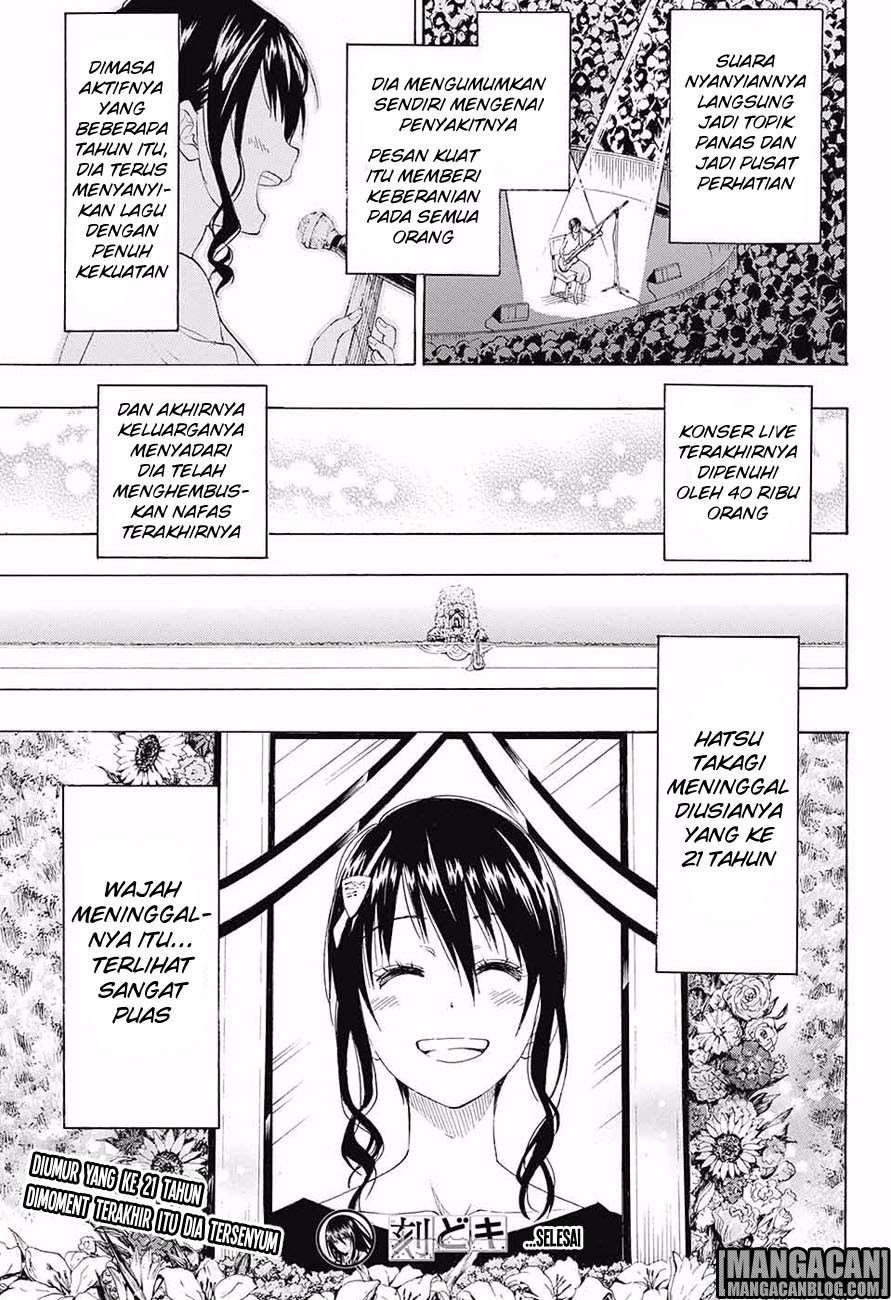 SUARA
NYANYIANNYA
LANGSUNG
JADI TOPIK
PANAS DAN
JADI PUSAT
PERHATIAN
DIA MENGUMUMKAN
SENDIRI MENGENAI
PENYAKITNYA
PESAN KUAT
ITU MEMBERI
KEBERANIAN
PADA SEMUA
ORANG
DIMASA
AKTIFNYA
YANG
BEBERAPA
TAHUN ITU,
DIA TERUS
MENYANYI-
KAN LAGU
DENGAN
PENUH
KEKUATAN
KONSER LIVE
TERAKHIRNYA
DIPENUHI
OLEH 40 RIBU
ORANG
DAN AKHIRNYA
KELUARGANYA
MENYADARI
DIA TELAH
MENGHEMBUS-
KAN NAFAS
TERAKHIRNYA
HATSU
TAKAGI
MENINGGAL
DIUSIANYA
YANG KE
21 TAHUN
WAJAH
MENINGGAL-
NYA ITU...
TERLIHAT
SANGAT
PUAS
DIUMUR YANG KE 21 TAHUN
DIMOMENT TERAKHIR ITU DIA TERSENYUM
刻どキ
...SELESAI
[MANGACAN]
MANGACANBLOG.COM